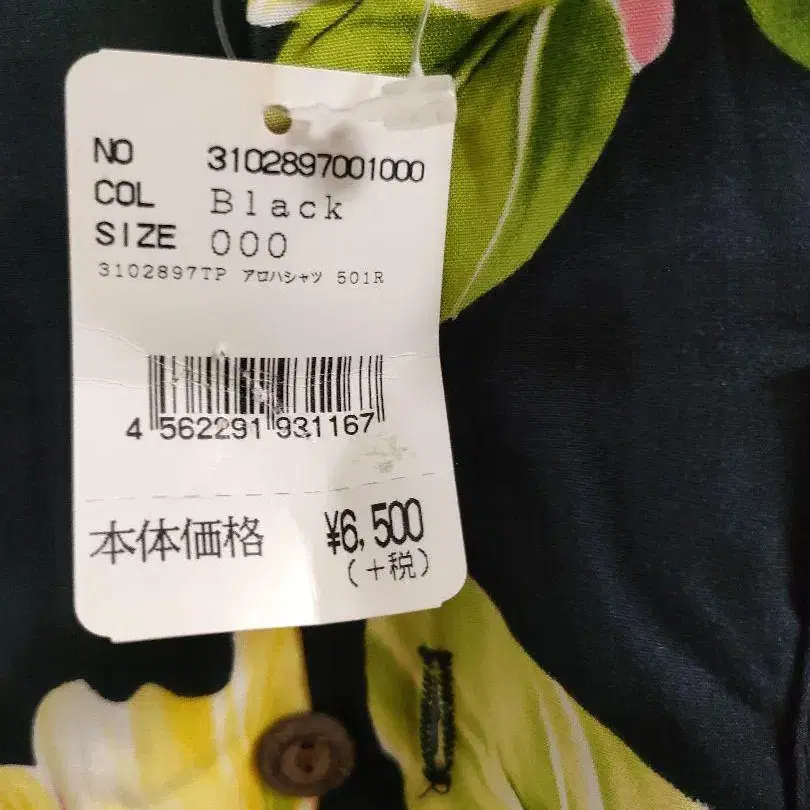 NO 3102897001000
COL Black
SIZE 000
3102897TP アロハシャツ 501R
4 562291 931167
本体価格 ¥6,500
(+税)